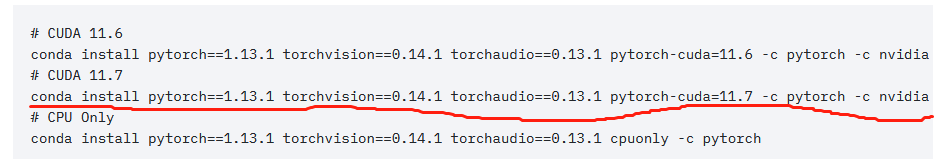 # CUDA 11.6
conda install pytorch==1.13.1 torchvision==0.14.1 torchaudio==0.13.1 pytorch-cuda=11.6 -c pytorch -c nvidia
# CUDA 11.7
conda install pytorch==1.13.1 torchvision==0.14.1 torchaudio==0.13.1 pytorch-cuda=11.7 -c pytorch -c nvidia
# CPU Only
conda install pytorch==1.13.1 torchvision==0.14.1 torchaudio==0.13.1 cpuonly -c pytorch